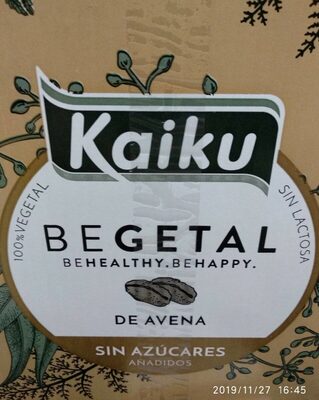 Kaiku
100% VEGETAL
SIN LACTOSA
BEGETAL
BEHEALTHY.BEHAPPY.
DE AVENA
SIN AZÚCARES
AÑADIDOS
2019/11/27 16:45